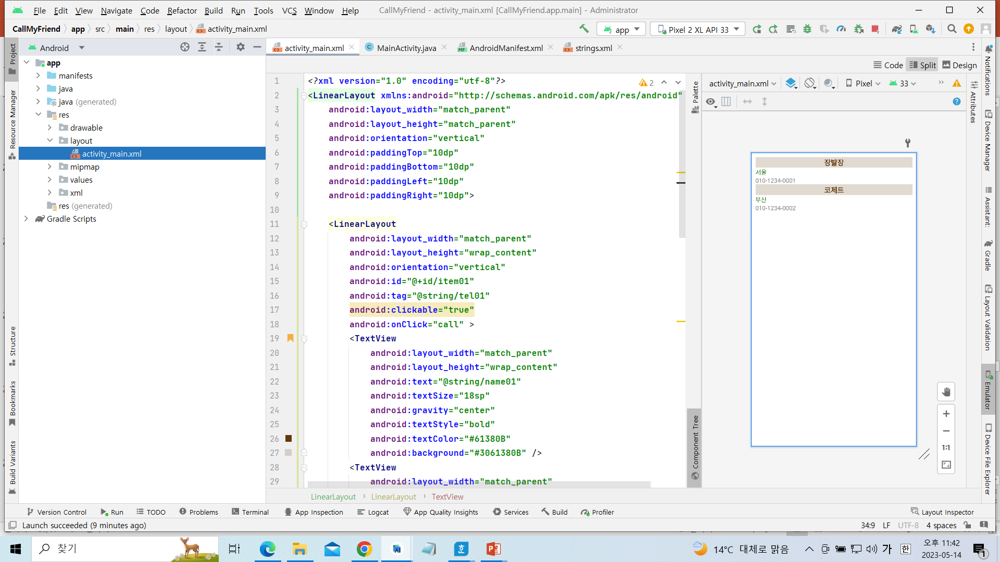 File Edit View Navigate Code Refactor Build Run Tools VCS Window Help CallMyFriend - activity_main.xml [CallMyFriend.app.main] - Administrator
CallMyFriend app src main res layout activity_main.xml app Pixel 2 XL API 33
Android activity_main.xml MainActivity.java AndroidManifest.xml strings.xml
Code Split Design
Project
Resource Manager
Structure
Bookmarks
Build Variants
app
manifests
java
java (generated)
res
drawable
layout
activity_main.xml
mipmap
values
xml
res (generated)
Gradle Scripts
1 <?xml version="1.0" encoding="utf-8"?>
2 <LinearLayout xmlns:android="http://schemas.android.com/apk/res/android"
3 android:layout_width="match_parent"
4 android:layout_height="match_parent"
5 android:orientation="vertical"
6 android:paddingTop="10dp"
7 android:paddingBottom="10dp"
8 android:paddingLeft="10dp"
9 android:paddingRight="10dp">
10
11 <LinearLayout
12 android:layout_width="match_parent"
13 android:layout_height="wrap_content"
14 android:orientation="vertical"
15 android:id="@+id/item01"
16 android:tag="@string/tel01"
17 android:clickable="true"
18 android:onClick="call" >
19 <TextView
20 android:layout_width="match_parent"
21 android:layout_height="wrap_content"
22 android:text="@string/name01"
23 android:textSize="18sp"
24 android:gravity="center"
25 android:textStyle="bold"
26 android:textColor="#61380B"
27 android:background="#3061380B" />
28 <TextView
29 android:layout_width="match_parent"
2
LinearLayout LinearLayout TextView
Palette
Component Tree
activity_main.xml Pixel 33
장발장
서울
010-1234-0001
코제트
부산
010-1234-0002
1:1
Attributes
Notifications
Device Manager
Assistant:
Gradle
Layout Validation
Emulator
Device File Explorer
Version Control Run TODO Problems Terminal App Inspection Logcat App Quality Insights Services Build Profiler Layout Inspector
Launch succeeded (9 minutes ago) 34:9 LF UTF-8 4 spaces
찾기 14°C 대체로 맑음 가 한 오후 11:42
2023-05-14 1